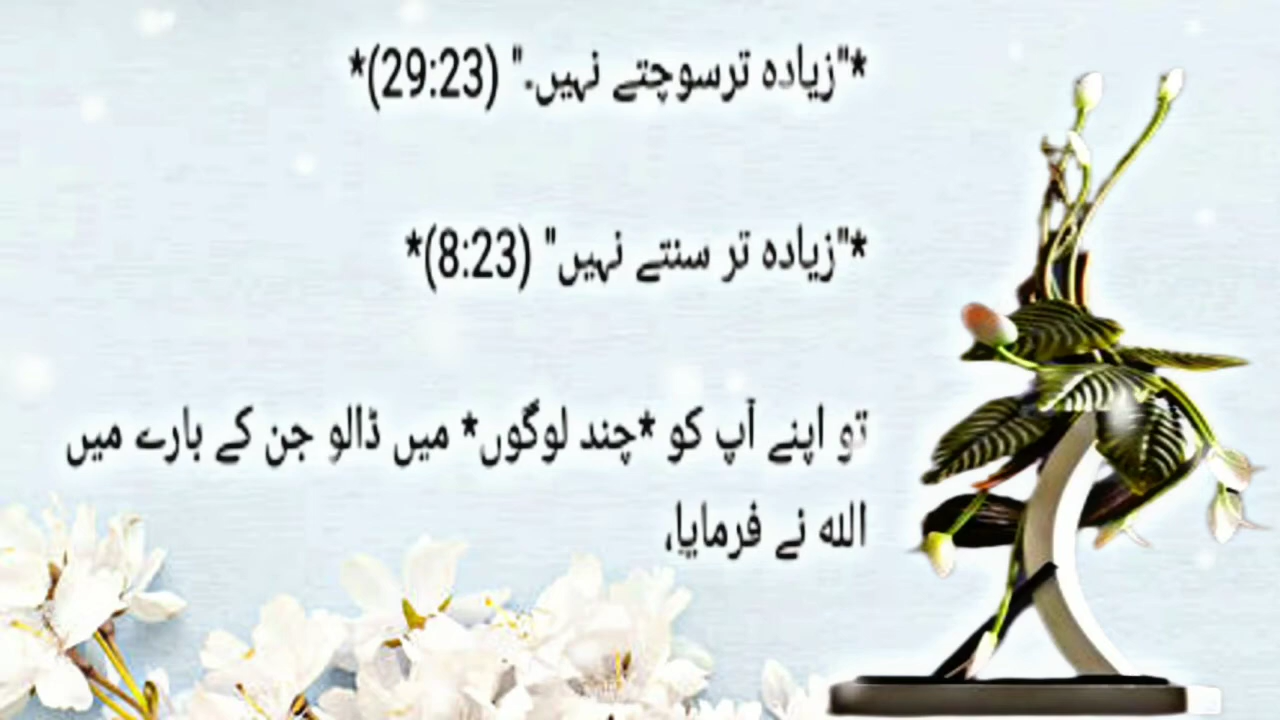 *"زیادہ ترسوچتے نہیں۔" (29:23)*
*"زیادہ تر سنتے نہیں" (8:23)*
تو اپنے آپ کو *چند لوگوں* میں ڈالو جن کے بارے میں
اللہ نے فرمایا،